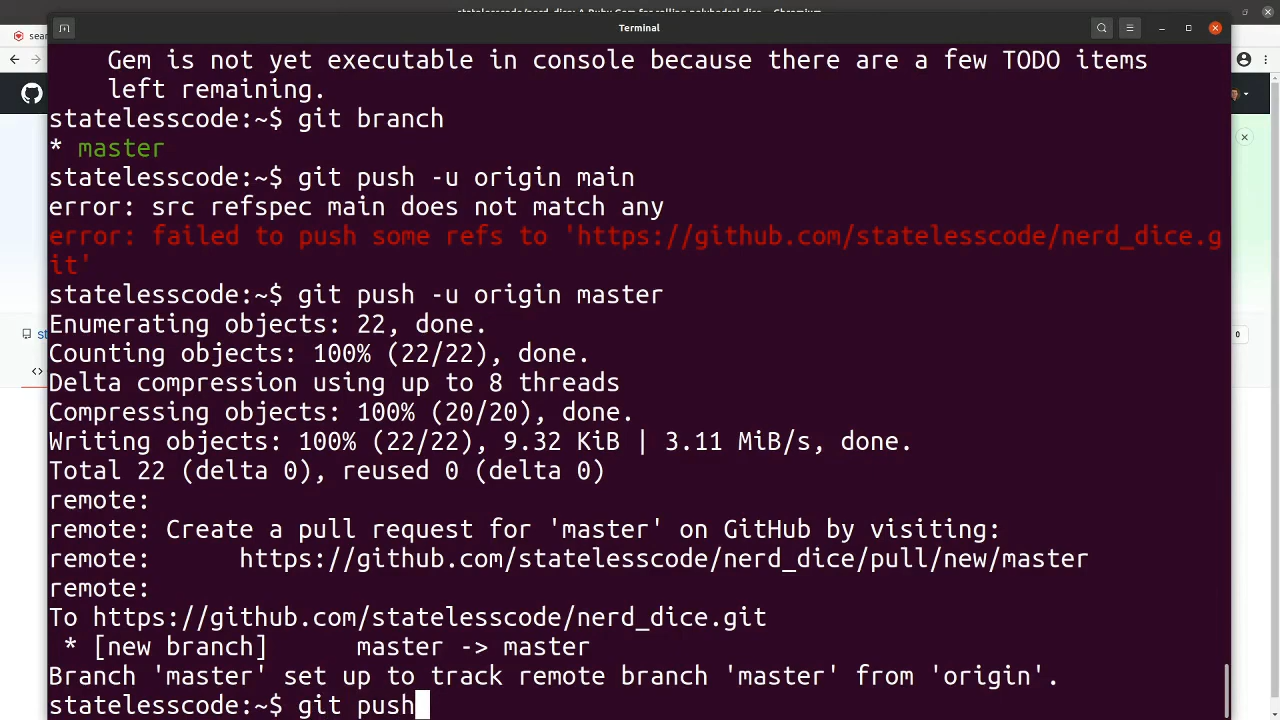 Terminal
sear
Gem is not yet executable in console because there are a few TODO items
left remaining.
statelesscode:~$ git branch
* master
statelesscode:~$ git push -u origin main
error: src refspec main does not match any
error: failed to push some refs to 'https://github.com/statelesscode/nerd_dice.g
it'
statelesscode:~$ git push -u origin master
Enumerating objects: 22, done.
Counting objects: 100% (22/22), done.
Delta compression using up to 8 threads
Compressing objects: 100% (20/20), done.
Writing objects: 100% (22/22), 9.32 KiB | 3.11 MiB/s, done.
Total 22 (delta 0), reused 0 (delta 0)
remote:
remote: Create a pull request for 'master' on GitHub by visiting:
remote:      https://github.com/statelesscode/nerd_dice/pull/new/master
remote:
To https://github.com/statelesscode/nerd_dice.git
* [new branch]      master -> master
Branch 'master' set up to track remote branch 'master' from 'origin'.
statelesscode:~$ git push
st
0